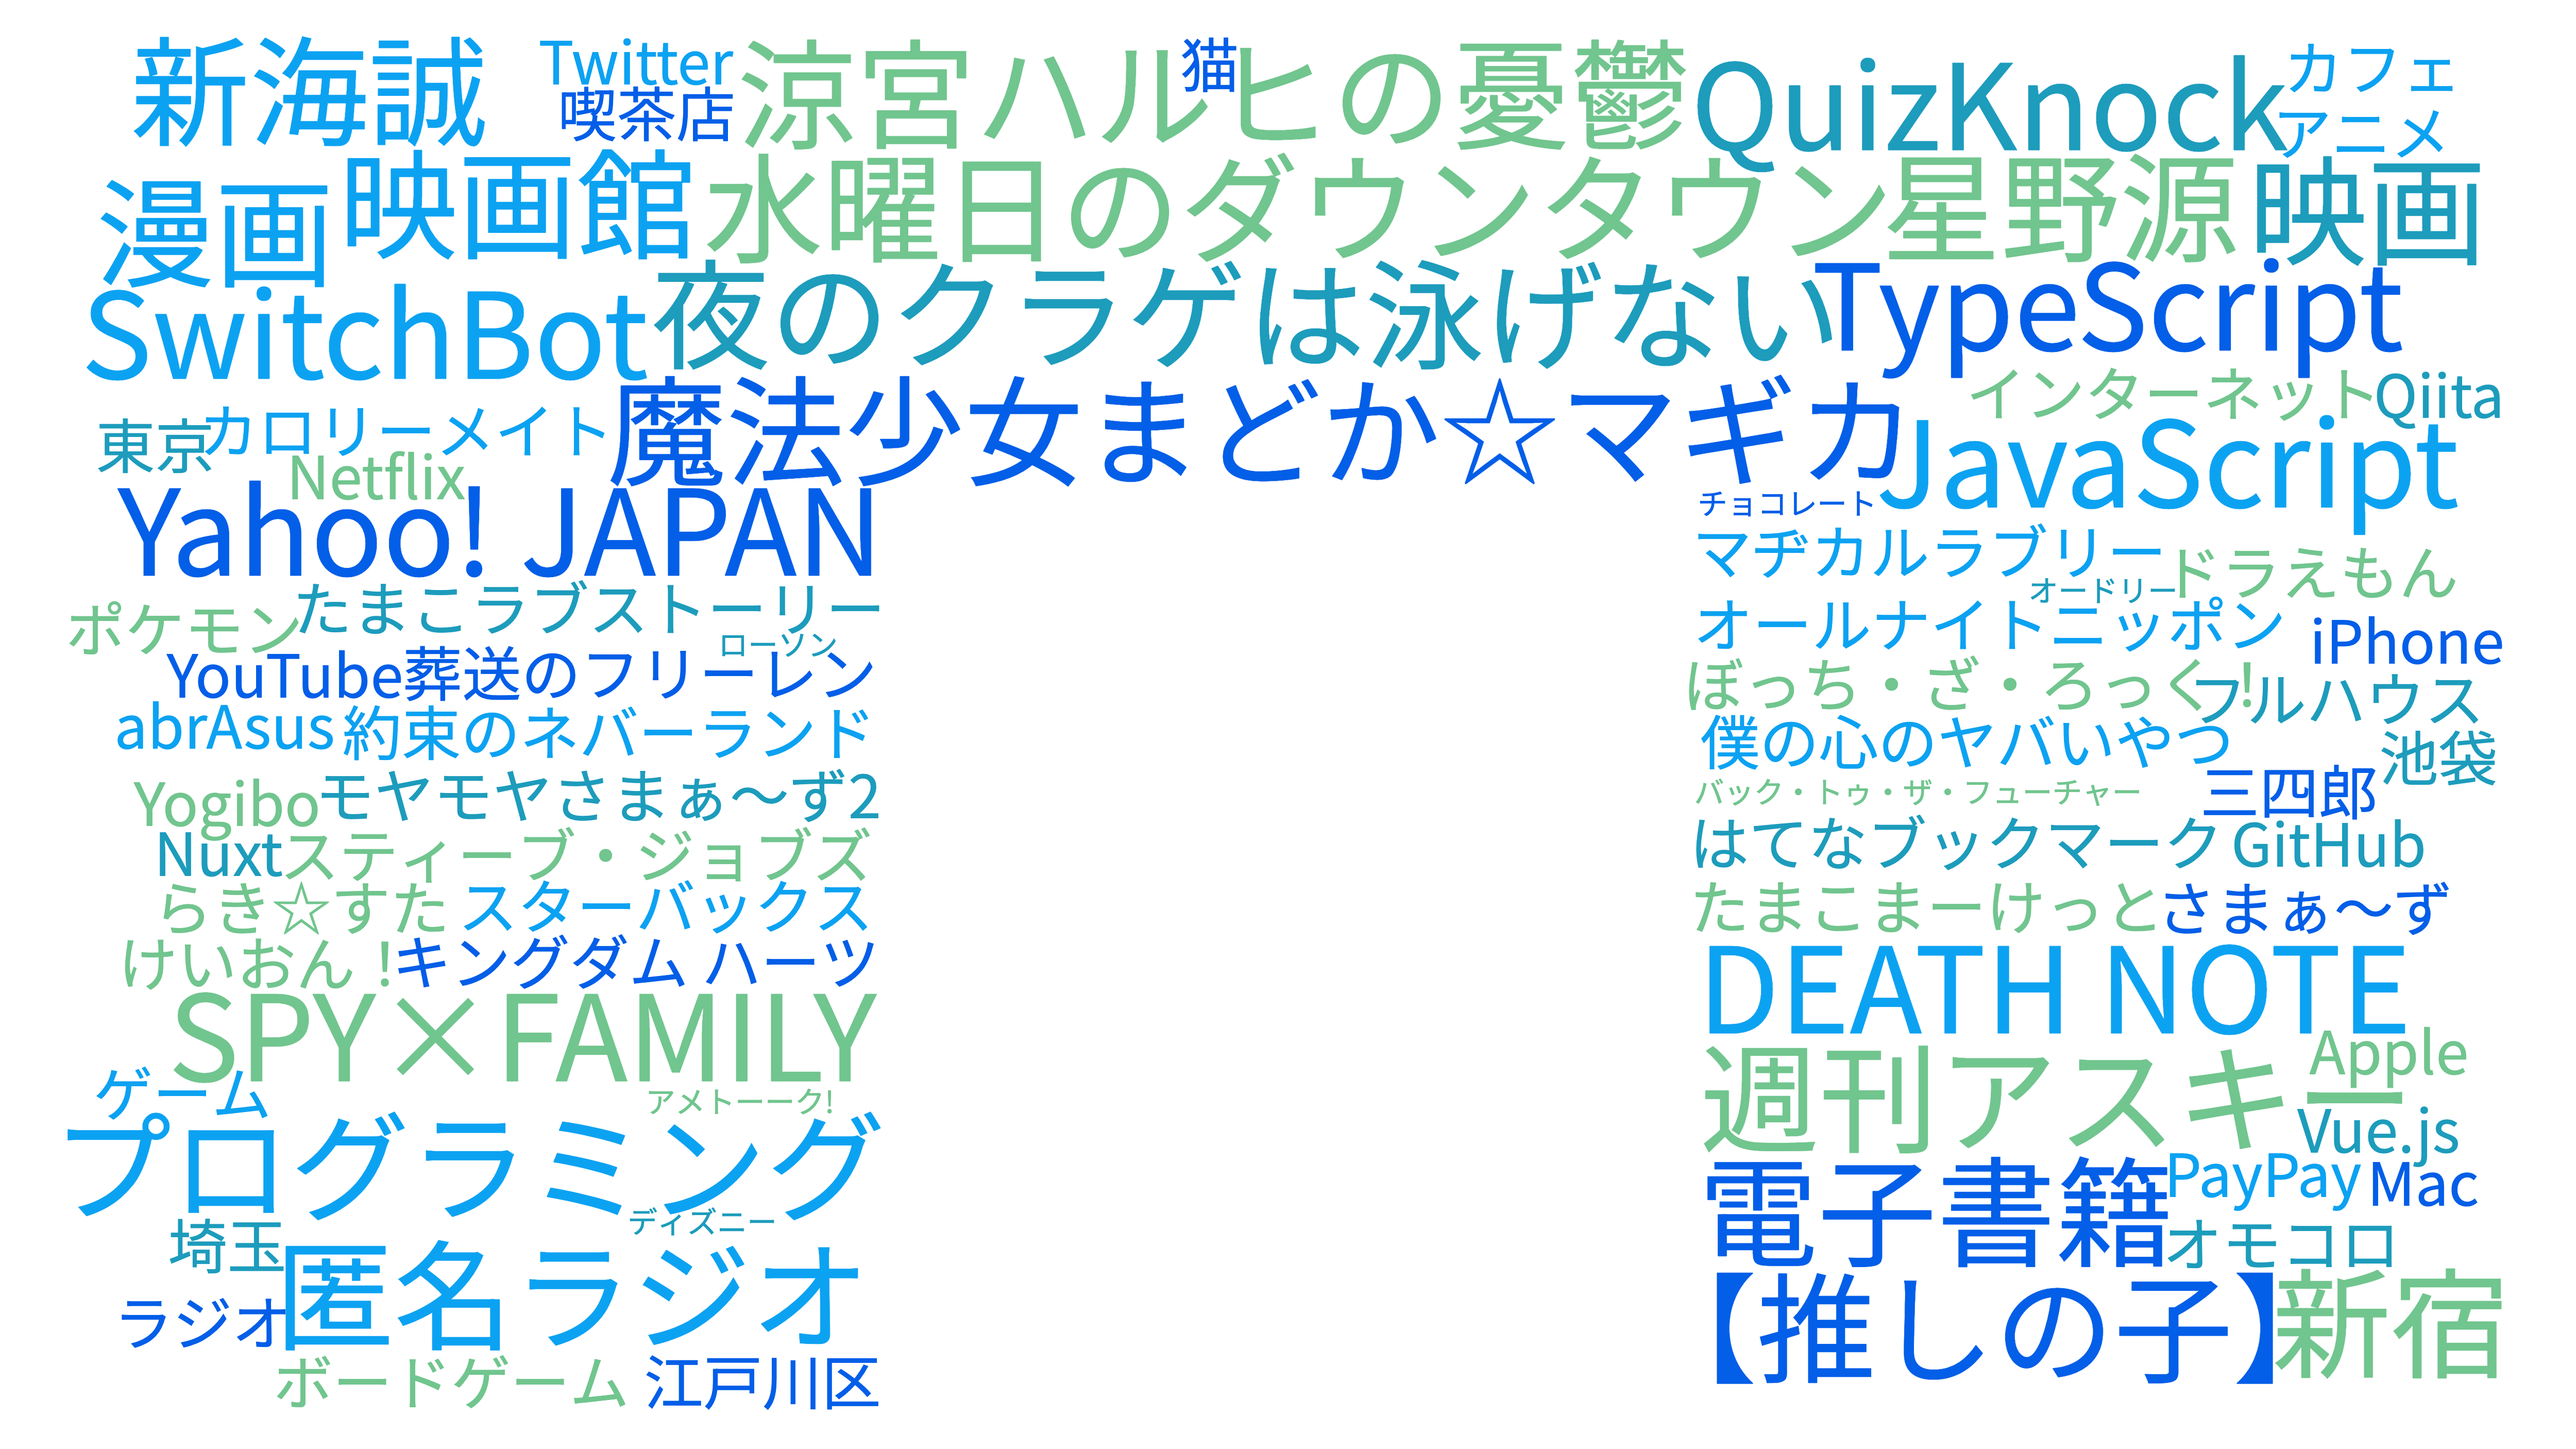 新海誠
Twitter
喫茶店
涼宮ハルヒの憂鬱
猫
QuizKnock
カフェ
アニメ
漫画
映画館
水曜日のダウンタウン
星野源
映画
SwitchBot
夜のクラゲは泳げない
TypeScript
東京
カロリーメイト
Netflix
魔法少女まどか☆マギカ
インターネット
Qiita
JavaScript
Yahoo! JAPAN
チョコレート
マヂカルラブリー
オードリー
ドラえもん
ポケモン
たまこラブストーリー
ローソン
オールナイトニッポン
iPhone
YouTube
葬送のフリーレン
ぼっち・ざ・ろっく！
フルハウス
abrAsus
約束のネバーランド
僕の心のヤバいやつ
池袋
Yogibo
モヤモヤさまぁ〜ず2
バック・トゥ・ザ・フューチャー
三四郎
Nuxt
スティーブ・ジョブズ
はてなブックマーク
GitHub
らき☆すた
スターバックス
たまこまーけっと
さまぁ〜ず
けいおん！
キングダム ハーツ
DEATH NOTE
SPY×FAMILY
週刊アスキー
Apple
ゲーム
アメトーーク!
Vue.js
プログラミング
電子書籍
PayPay
Mac
ディズニー
埼玉
匿名ラジオ
オモコロ
ラジオ
【推しの子】
新宿
ボードゲーム
江戸川区